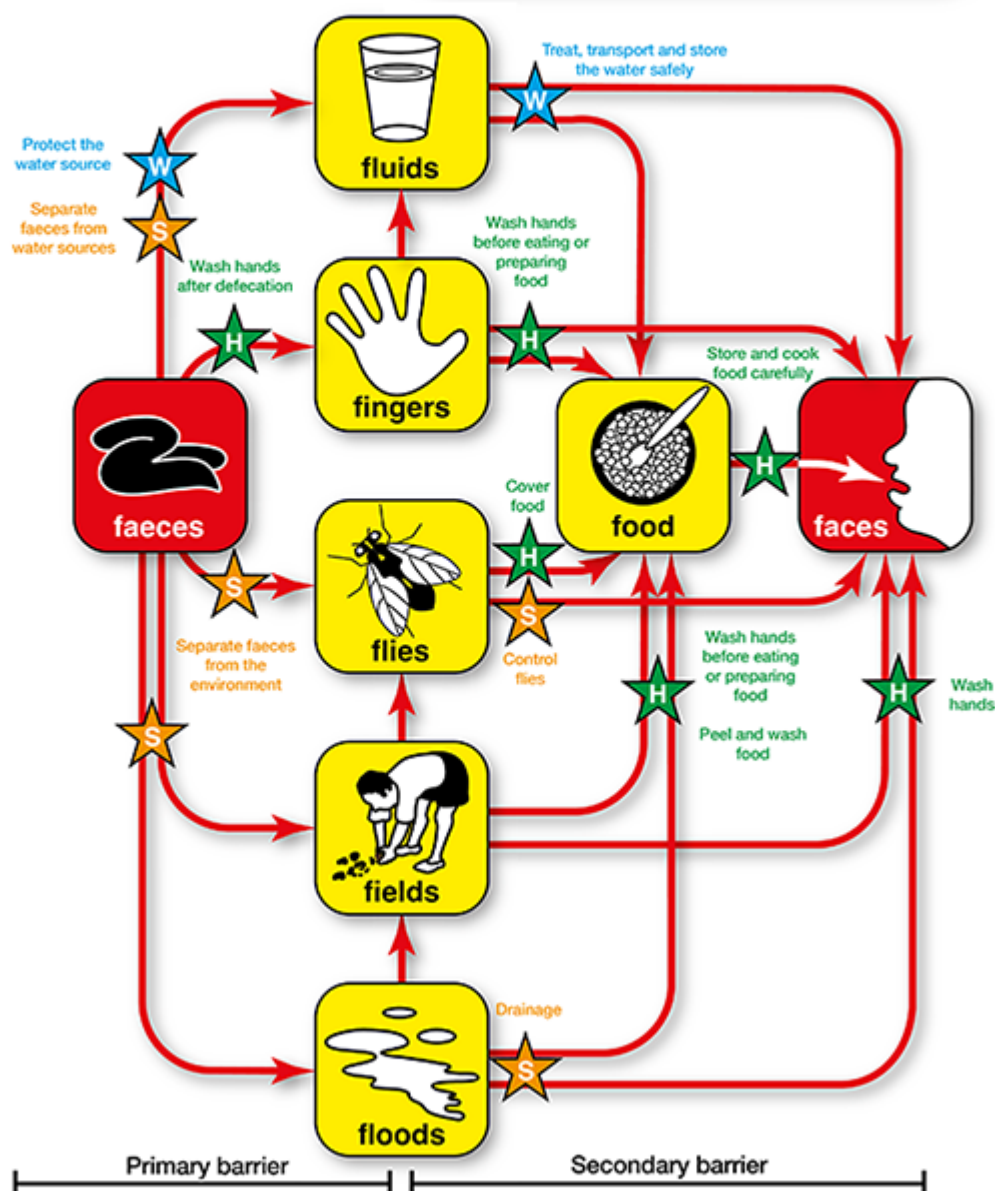 Treat, transport and store
the water safely
W
fluids
Protect the
water source
W
Separate
faeces from
water sources
S
Wash hands
after defecation
H
Wash hands
before eating or
preparing
food
H
fingers
Store and cook
food carefully
H
faeces
food
faces
Cover
food
H
S
flies
S
Control
flies
Separate faeces
from the
environment
S
Wash hands
before eating
or preparing
food
H
Peel and wash
food
H
Wash
hands
fields
Drainage
S
floods
Primary barrier
Secondary barrier